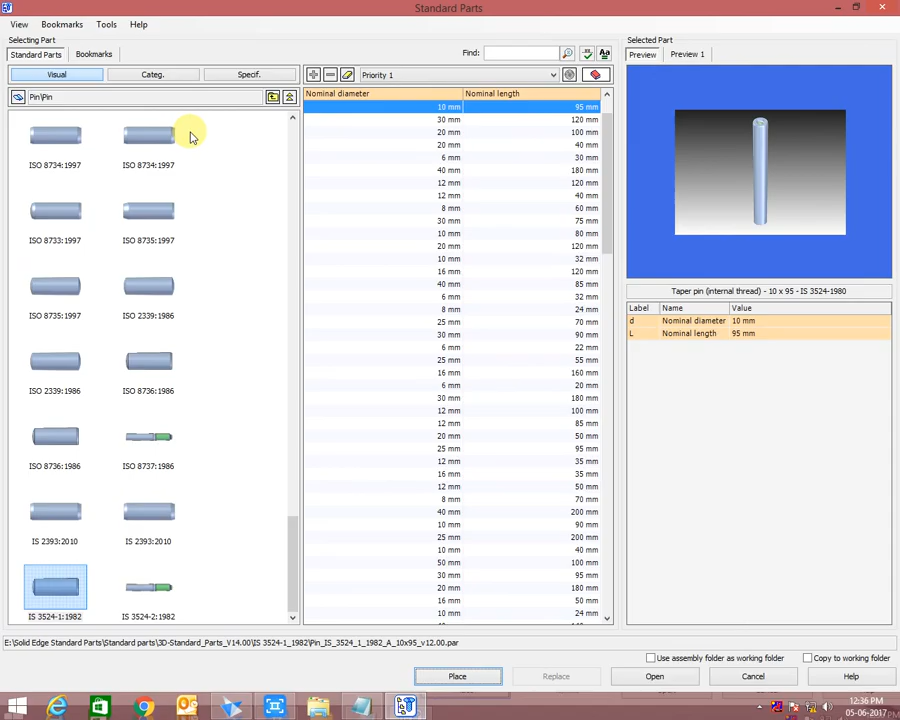 Standard Parts
View Bookmarks Tools Help
Selecting Part
Standard Parts Bookmarks
Find:
Selected Part
Preview Preview 1
Visual Categ. Specif.
Priority 1
Pin\Pin
Nominal diameter Nominal length
10 mm 95 mm
30 mm 120 mm
20 mm 100 mm
20 mm 40 mm
6 mm 30 mm
40 mm 180 mm
12 mm 120 mm
12 mm 40 mm
8 mm 60 mm
30 mm 75 mm
10 mm 80 mm
20 mm 120 mm
10 mm 32 mm
16 mm 120 mm
40 mm 85 mm
6 mm 32 mm
8 mm 24 mm
25 mm 70 mm
30 mm 90 mm
6 mm 22 mm
25 mm 55 mm
16 mm 160 mm
6 mm 20 mm
30 mm 180 mm
12 mm 100 mm
12 mm 85 mm
20 mm 50 mm
25 mm 95 mm
12 mm 35 mm
16 mm 35 mm
12 mm 50 mm
8 mm 70 mm
40 mm 200 mm
10 mm 90 mm
25 mm 200 mm
10 mm 40 mm
50 mm 100 mm
30 mm 95 mm
20 mm 180 mm
16 mm 50 mm
10 mm 24 mm
ISO 8734:1997 ISO 8734:1997
ISO 8733:1997 ISO 8735:1997
ISO 8735:1997 ISO 2339:1986
ISO 2339:1986 ISO 8736:1986
ISO 8736:1986 ISO 8737:1986
IS 2393:2010 IS 2393:2010
IS 3524-1:1982 IS 3524-2:1982
Taper pin (internal thread) - 10 x 95 - IS 3524-1980
Label Name Value
d Nominal diameter 10 mm
L Nominal length 95 mm
E:\Solid Edge Standard Parts\Standard parts\3D-Standard_Parts_V14.00\IS 3524-1_1982\Pin_IS_3524_1_1982_A_10x95_v12.00.par
Use assembly folder as working folder Copy to working folder
Place Replace Open Cancel Help
12:36 PM
05-06-2017